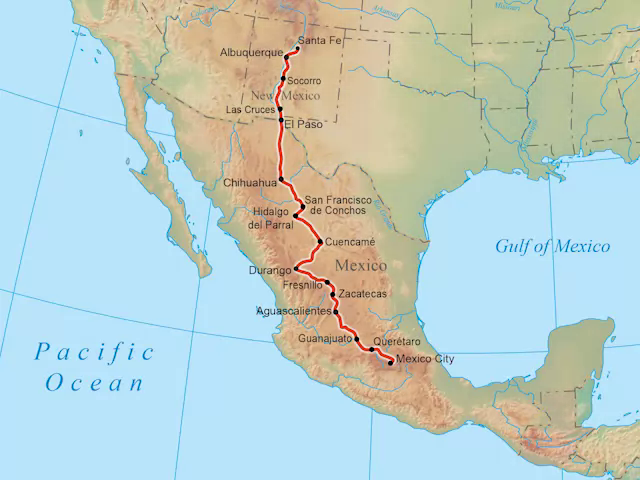 Santa Fe
Albuquerque
Socorro
New Mexico
Las Cruces
El Paso
Chihuahua
San Francisco
de Conchos
Hidalgo
del Parral
Cuencamé
Gulf of Mexico
Durango
Mexico
Fresnillo
Zacatecas
Aguascalientes
Guanajuato
Querétaro
Pacific
Ocean
Mexico City
Arkansas